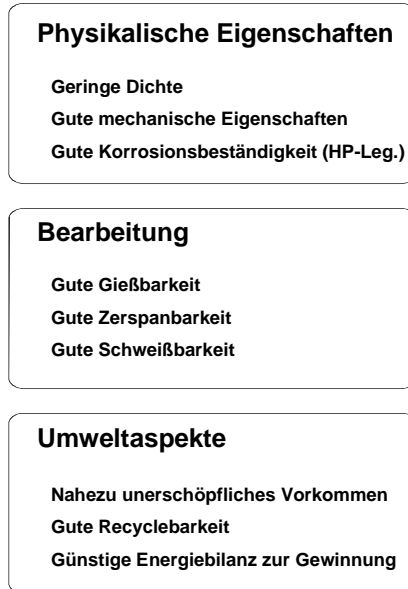 Physikalische Eigenschaften
Geringe Dichte
Gute mechanische Eigenschaften
Gute Korrosionsbeständigkeit (HP-Leg.)
Bearbeitung
Gute Gießbarkeit
Gute Zerspanbarkeit
Gute Schweißbarkeit
Umweltaspekte
Nahezu unerschöpfliches Vorkommen
Gute Recyclebarkeit
Günstige Energiebilanz zur Gewinnung